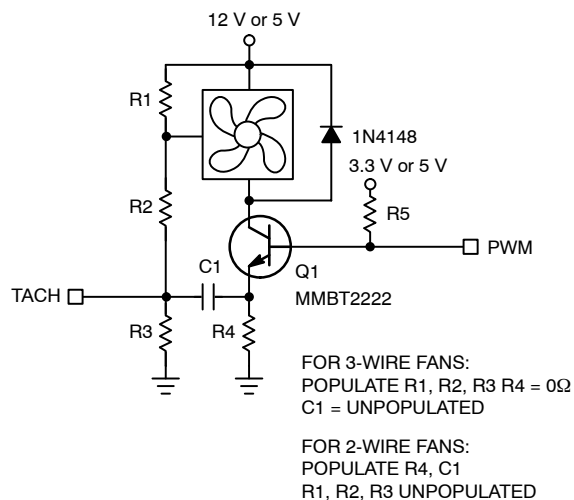 12 V or 5 V
R1
1N4148
3.3 V or 5 V
R2
R5
PWM
Q1
MMBT2222
C1
TACH
R3
R4
FOR 3-WIRE FANS:
POPULATE R1, R2, R3 R4 = 0Ω
C1 = UNPOPULATED
FOR 2-WIRE FANS:
POPULATE R4, C1
R1, R2, R3 UNPOPULATED